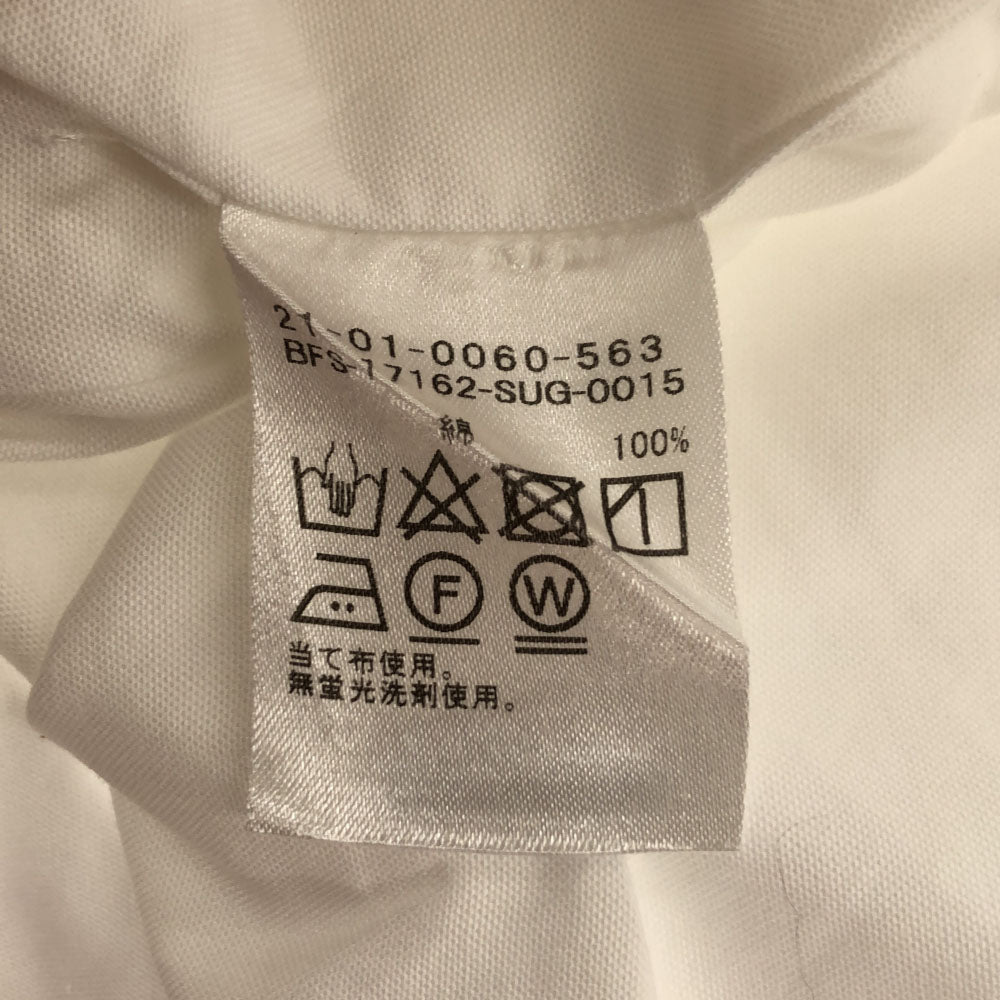 21-01-0060-563
BFS-17162-SUG-0015
綿 100%
F W
当て布使用。
無蛍光洗剤使用。